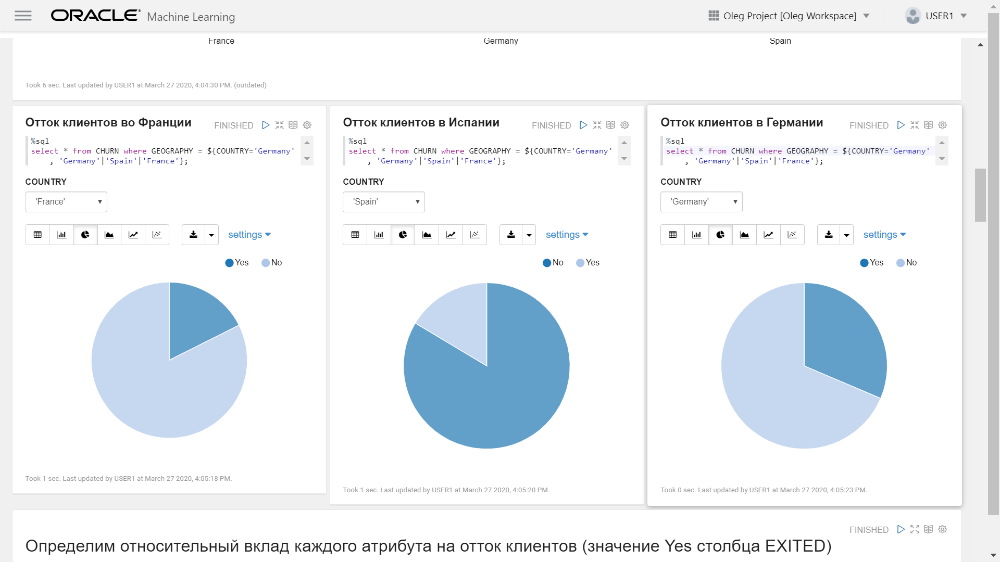 ORACLE® Machine Learning
Oleg Project [Oleg Workspace]
USER1
France
Germany
Spain
Took 6 sec. Last updated by USER1 at March 27 2020, 4:04:30 PM. (outdated)
Отток клиентов во Франции
FINISHED
%sql
select * from CHURN where GEOGRAPHY = ${COUNTRY='Germany'
, 'Germany'|'Spain'|'France'};
COUNTRY
'France'
settings
Yes
No
Took 1 sec. Last updated by USER1 at March 27 2020, 4:05:18 PM.
Отток клиентов в Испании
FINISHED
%sql
select * from CHURN where GEOGRAPHY = ${COUNTRY='Germany'
, 'Germany'|'Spain'|'France'};
COUNTRY
'Spain'
settings
No
Yes
Took 1 sec. Last updated by USER1 at March 27 2020, 4:05:20 PM.
Отток клиентов в Германии
FINISHED
%sql
select * from CHURN where GEOGRAPHY = ${COUNTRY='Germany'
, 'Germany'|'Spain'|'France'};
COUNTRY
'Germany'
settings
Yes
No
Took 0 sec. Last updated by USER1 at March 27 2020, 4:05:23 PM.
FINISHED
Определим относительный вклад каждого атрибута на отток клиентов (значение Yes столбца EXITED)